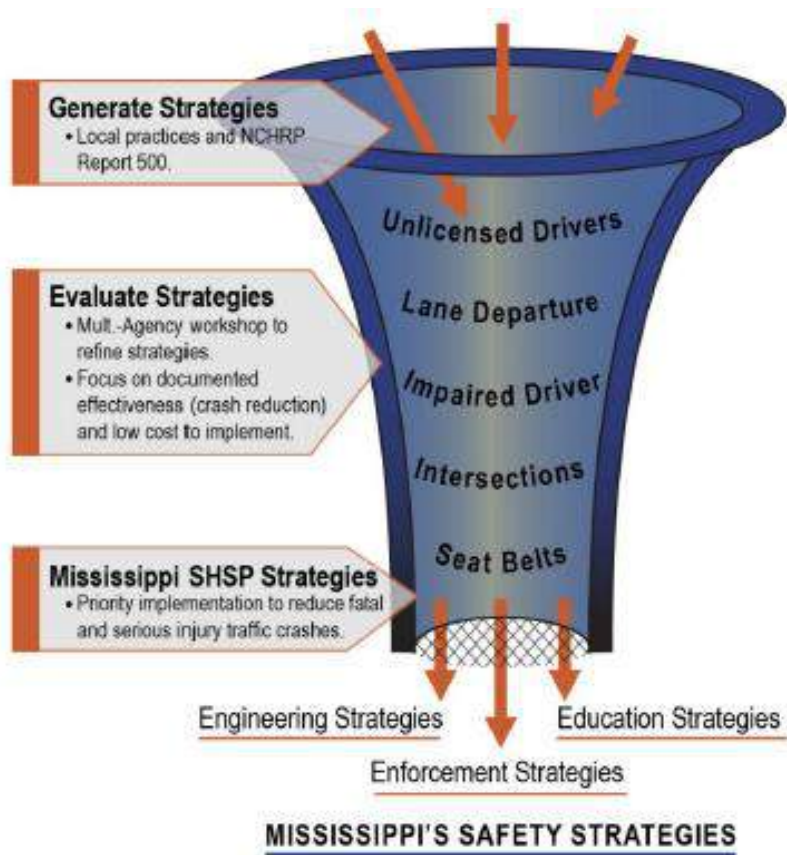 Generate Strategies
• Local practices and NCHRP
Report 500.
Unlicensed Drivers
Lane Departure
Evaluate Strategies
• Mult.-Agency workshop to
refine strategies.
• Focus on documented
effectiveness (crash reduction)
and low cost to implement.
Impaired Driver
Intersections
Seat Belts
Mississippi SHSP Strategies
• Priority implementation to reduce fatal
and serious injury traffic crashes.
Engineering Strategies
Education Strategies
Enforcement Strategies
MISSISSIPPI'S SAFETY STRATEGIES